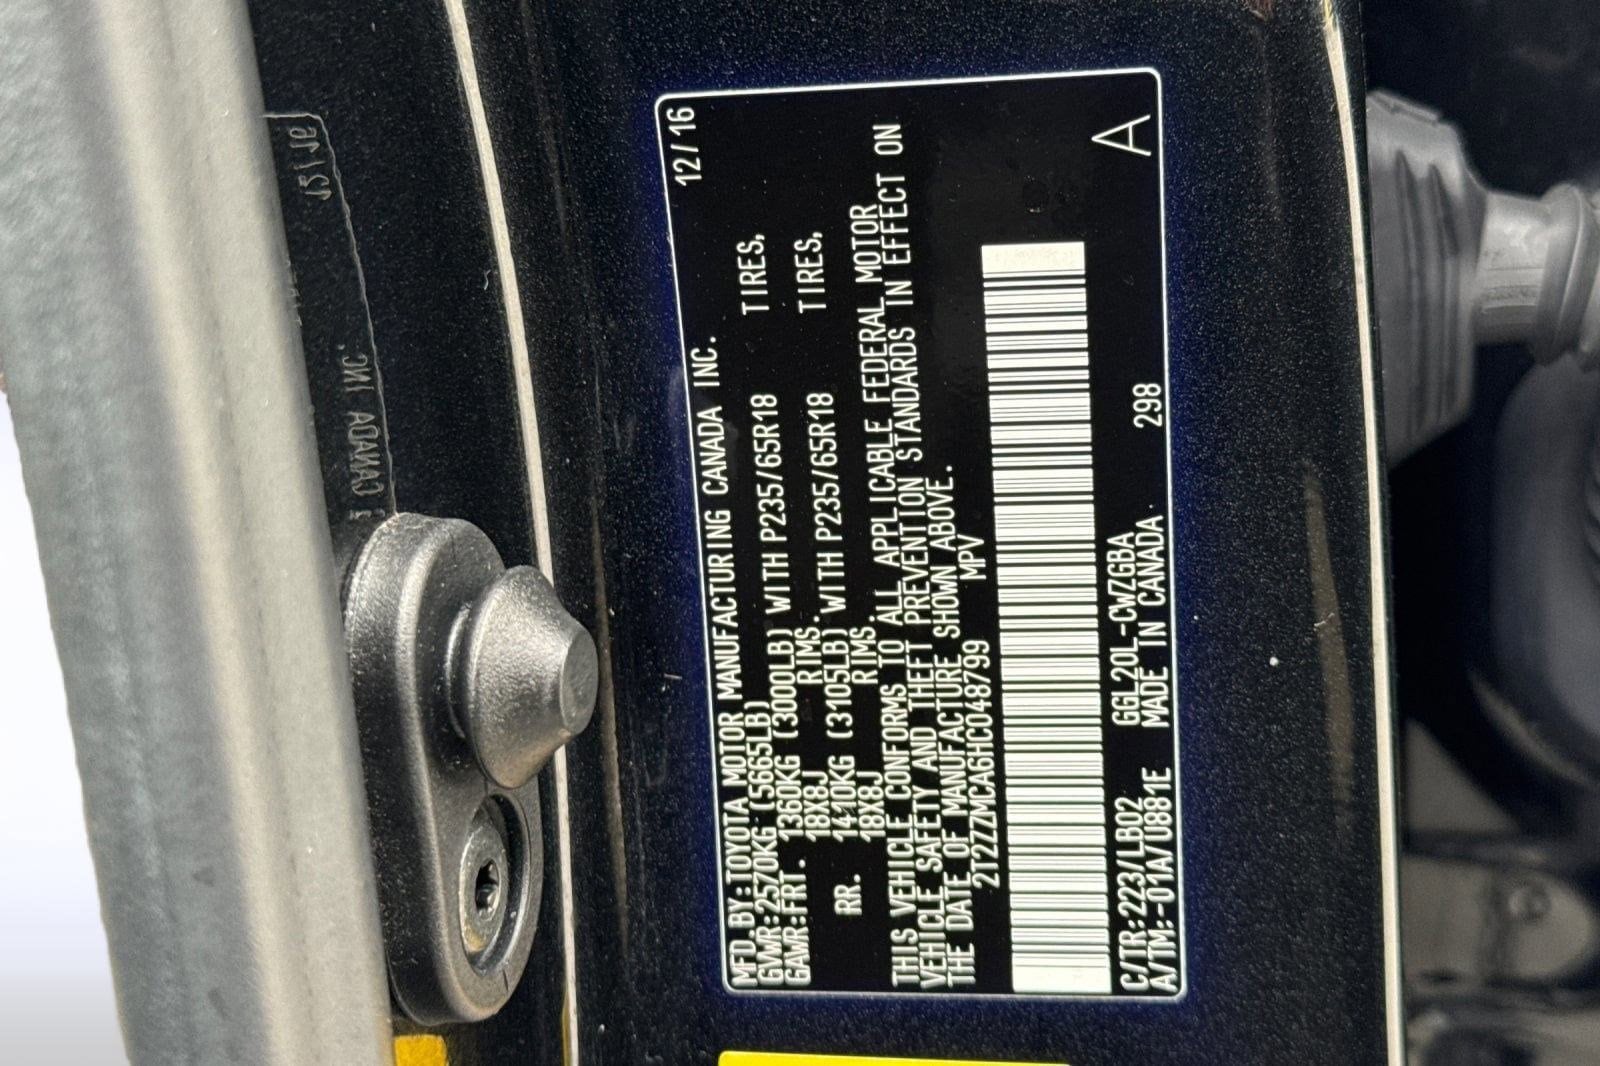 MFD.BY:TOYOTA MOTOR MANUFACTURING CANADA INC. 12/16
GVWR:2570KG (5665LB)
GAWR:FRT. 1360KG (3000LB) WITH P235/65R18 TIRES,
18X8J RIMS.
RR. 1410KG (3105LB) WITH P235/65R18 TIRES,
18X8J RIMS.
THIS VEHICLE CONFORMS TO ALL APPLICABLE FEDERAL MOTOR
VEHICLE SAFETY AND THEFT PREVENTION STANDARDS IN EFFECT ON
THE DATE OF MANUFACTURE SHOWN ABOVE.
2T2ZZMCA6HC048799 MPV
C/TR:223/LB02 GGL20L-CWZGBA
A/TM:-01A/U881E MADE IN CANADA. 298
A
CANADA INC.